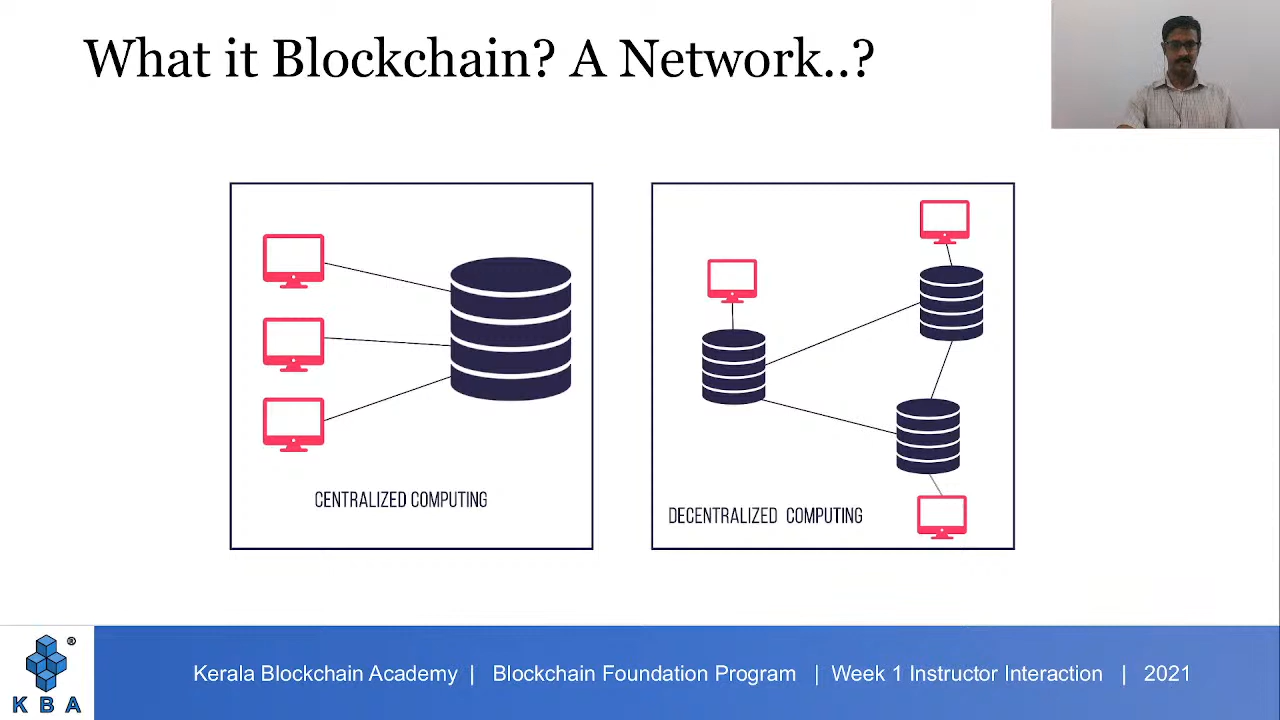 What it Blockchain? A Network..?
CENTRALIZED COMPUTING
DECENTRALIZED COMPUTING
®
KBA
Kerala Blockchain Academy | Blockchain Foundation Program | Week 1 Instructor Interaction | 2021